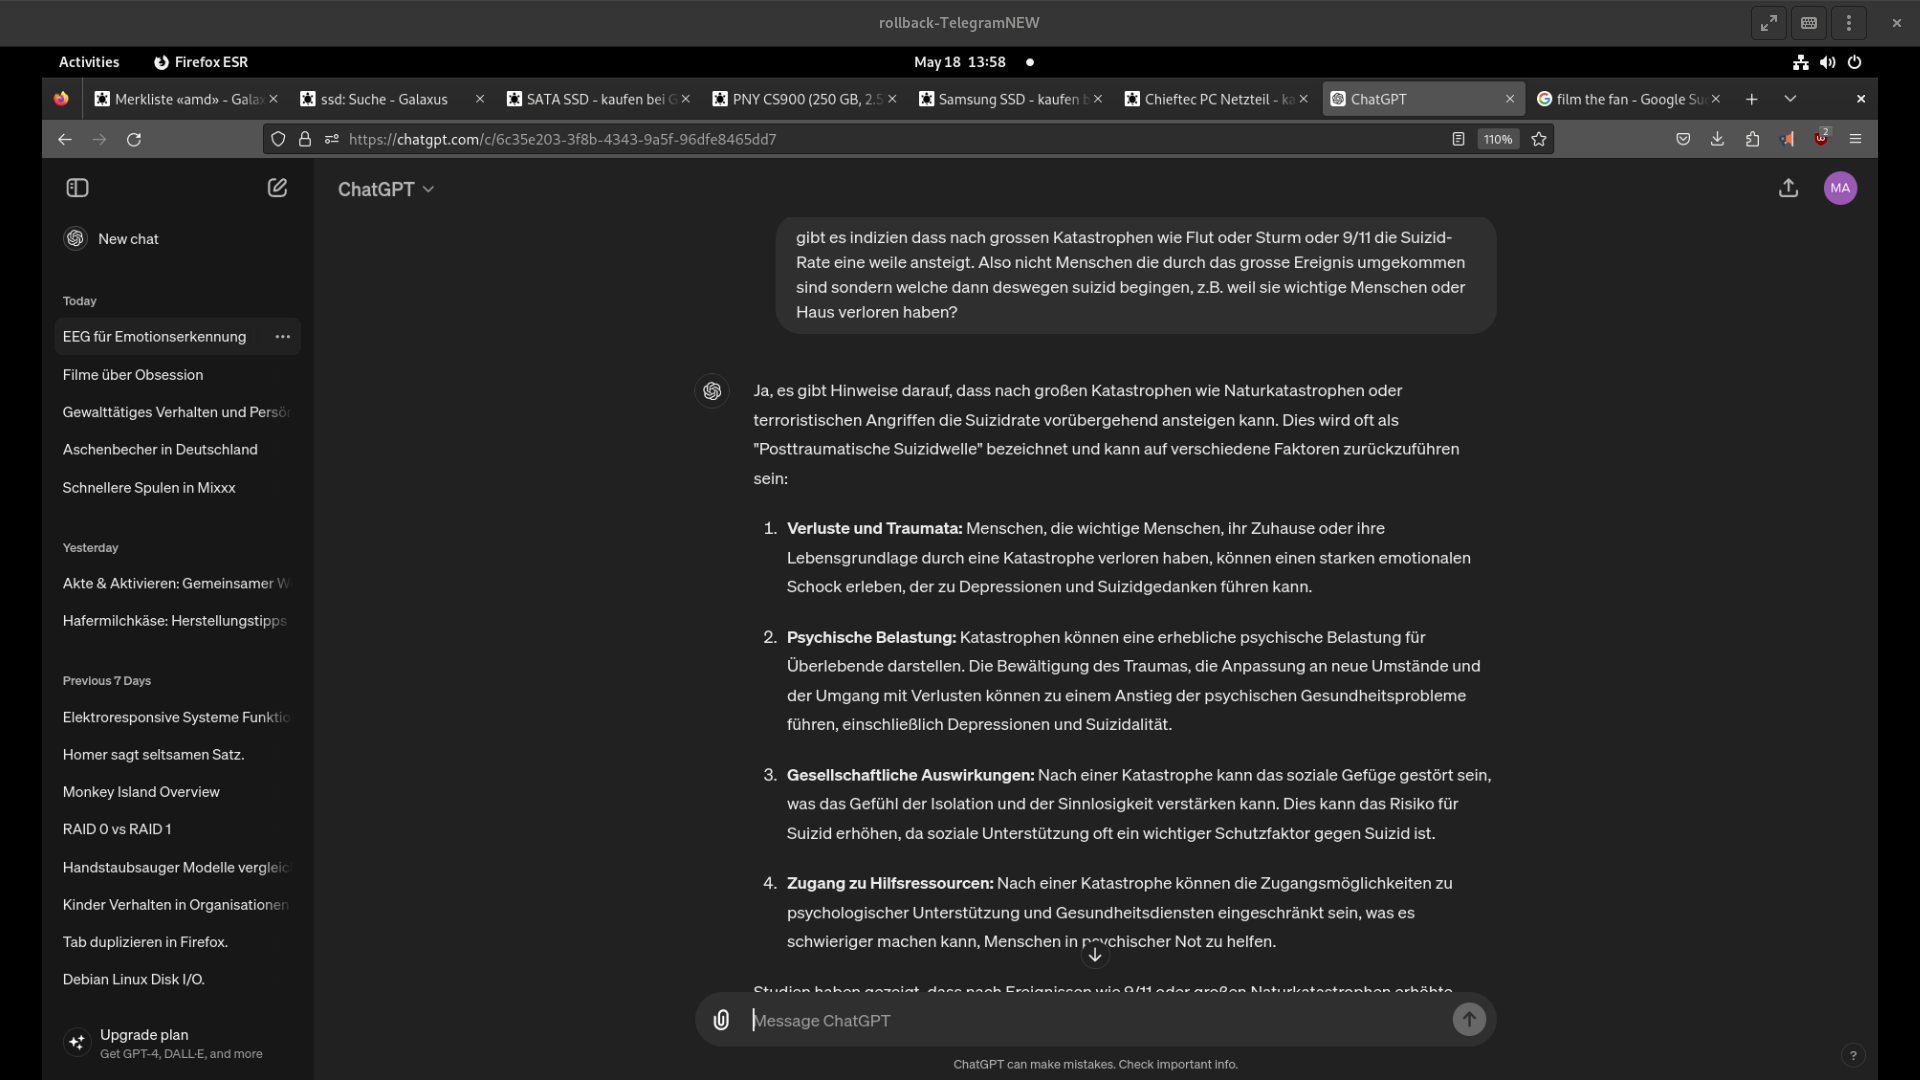 rollback-TelegramNEW
Activities
Firefox ESR
May 18 13:58
Merkliste «amd» - Gala
ssd: Suche - Galaxus
SATA SSD - kaufen bei G
PNY CS900 (250 GB, 2.5
Samsung SSD - kaufen b
Chieftec PC Netzteil - ka
ChatGPT
film the fan - Google Su
https://chatgpt.com/c/6c35e203-3f8b-4343-9a5f-96dfe8465dd7
110%
2
ChatGPT
MA
New chat
Today
EEG für Emotionserkennung
Filme über Obsession
Gewalttätiges Verhalten und Persö
Aschenbecher in Deutschland
Schnellere Spulen in Mixxx
Yesterday
Akte & Aktivieren: Gemeinsamer W
Hafermilchkäse: Herstellungstipps
Previous 7 Days
Elektroresponsive Systeme Funktio
Homer sagt seltsamen Satz.
Monkey Island Overview
RAID 0 vs RAID 1
Handstaubsauger Modelle vergleic
Kinder Verhalten in Organisationen
Tab duplizieren in Firefox.
Debian Linux Disk I/O.
Upgrade plan
Get GPT-4, DALL·E, and more
gibt es indizien dass nach grossen Katastrophen wie Flut oder Sturm oder 9/11 die Suizid-
Rate eine weile ansteigt. Also nicht Menschen die durch das grosse Ereignis umgekommen
sind sondern welche dann deswegen suizid begingen, z.B. weil sie wichtige Menschen oder
Haus verloren haben?
Ja, es gibt Hinweise darauf, dass nach großen Katastrophen wie Naturkatastrophen oder
terroristischen Angriffen die Suizidrate vorübergehend ansteigen kann. Dies wird oft als
"Posttraumatische Suizidwelle" bezeichnet und kann auf verschiedene Faktoren zurückzuführen
sein:
1. Verluste und Traumata: Menschen, die wichtige Menschen, ihr Zuhause oder ihre
Lebensgrundlage durch eine Katastrophe verloren haben, können einen starken emotionalen
Schock erleben, der zu Depressionen und Suizidgedanken führen kann.
2. Psychische Belastung: Katastrophen können eine erhebliche psychische Belastung für
Überlebende darstellen. Die Bewältigung des Traumas, die Anpassung an neue Umstände und
der Umgang mit Verlusten können zu einem Anstieg der psychischen Gesundheitsprobleme
führen, einschließlich Depressionen und Suizidalität.
3. Gesellschaftliche Auswirkungen: Nach einer Katastrophe kann das soziale Gefüge gestört sein,
was das Gefühl der Isolation und der Sinnlosigkeit verstärken kann. Dies kann das Risiko für
Suizid erhöhen, da soziale Unterstützung oft ein wichtiger Schutzfaktor gegen Suizid ist.
4. Zugang zu Hilfsressourcen: Nach einer Katastrophe können die Zugangsmöglichkeiten zu
psychologischer Unterstützung und Gesundheitsdiensten eingeschränkt sein, was es
schwieriger machen kann, Menschen in psychischer Not zu helfen.
Studien haben gezeigt, dass nach Ereignissen wie 9/11 oder großen Naturkatastrophen erhöhte
Message ChatGPT
ChatGPT can make mistakes. Check important info.
?